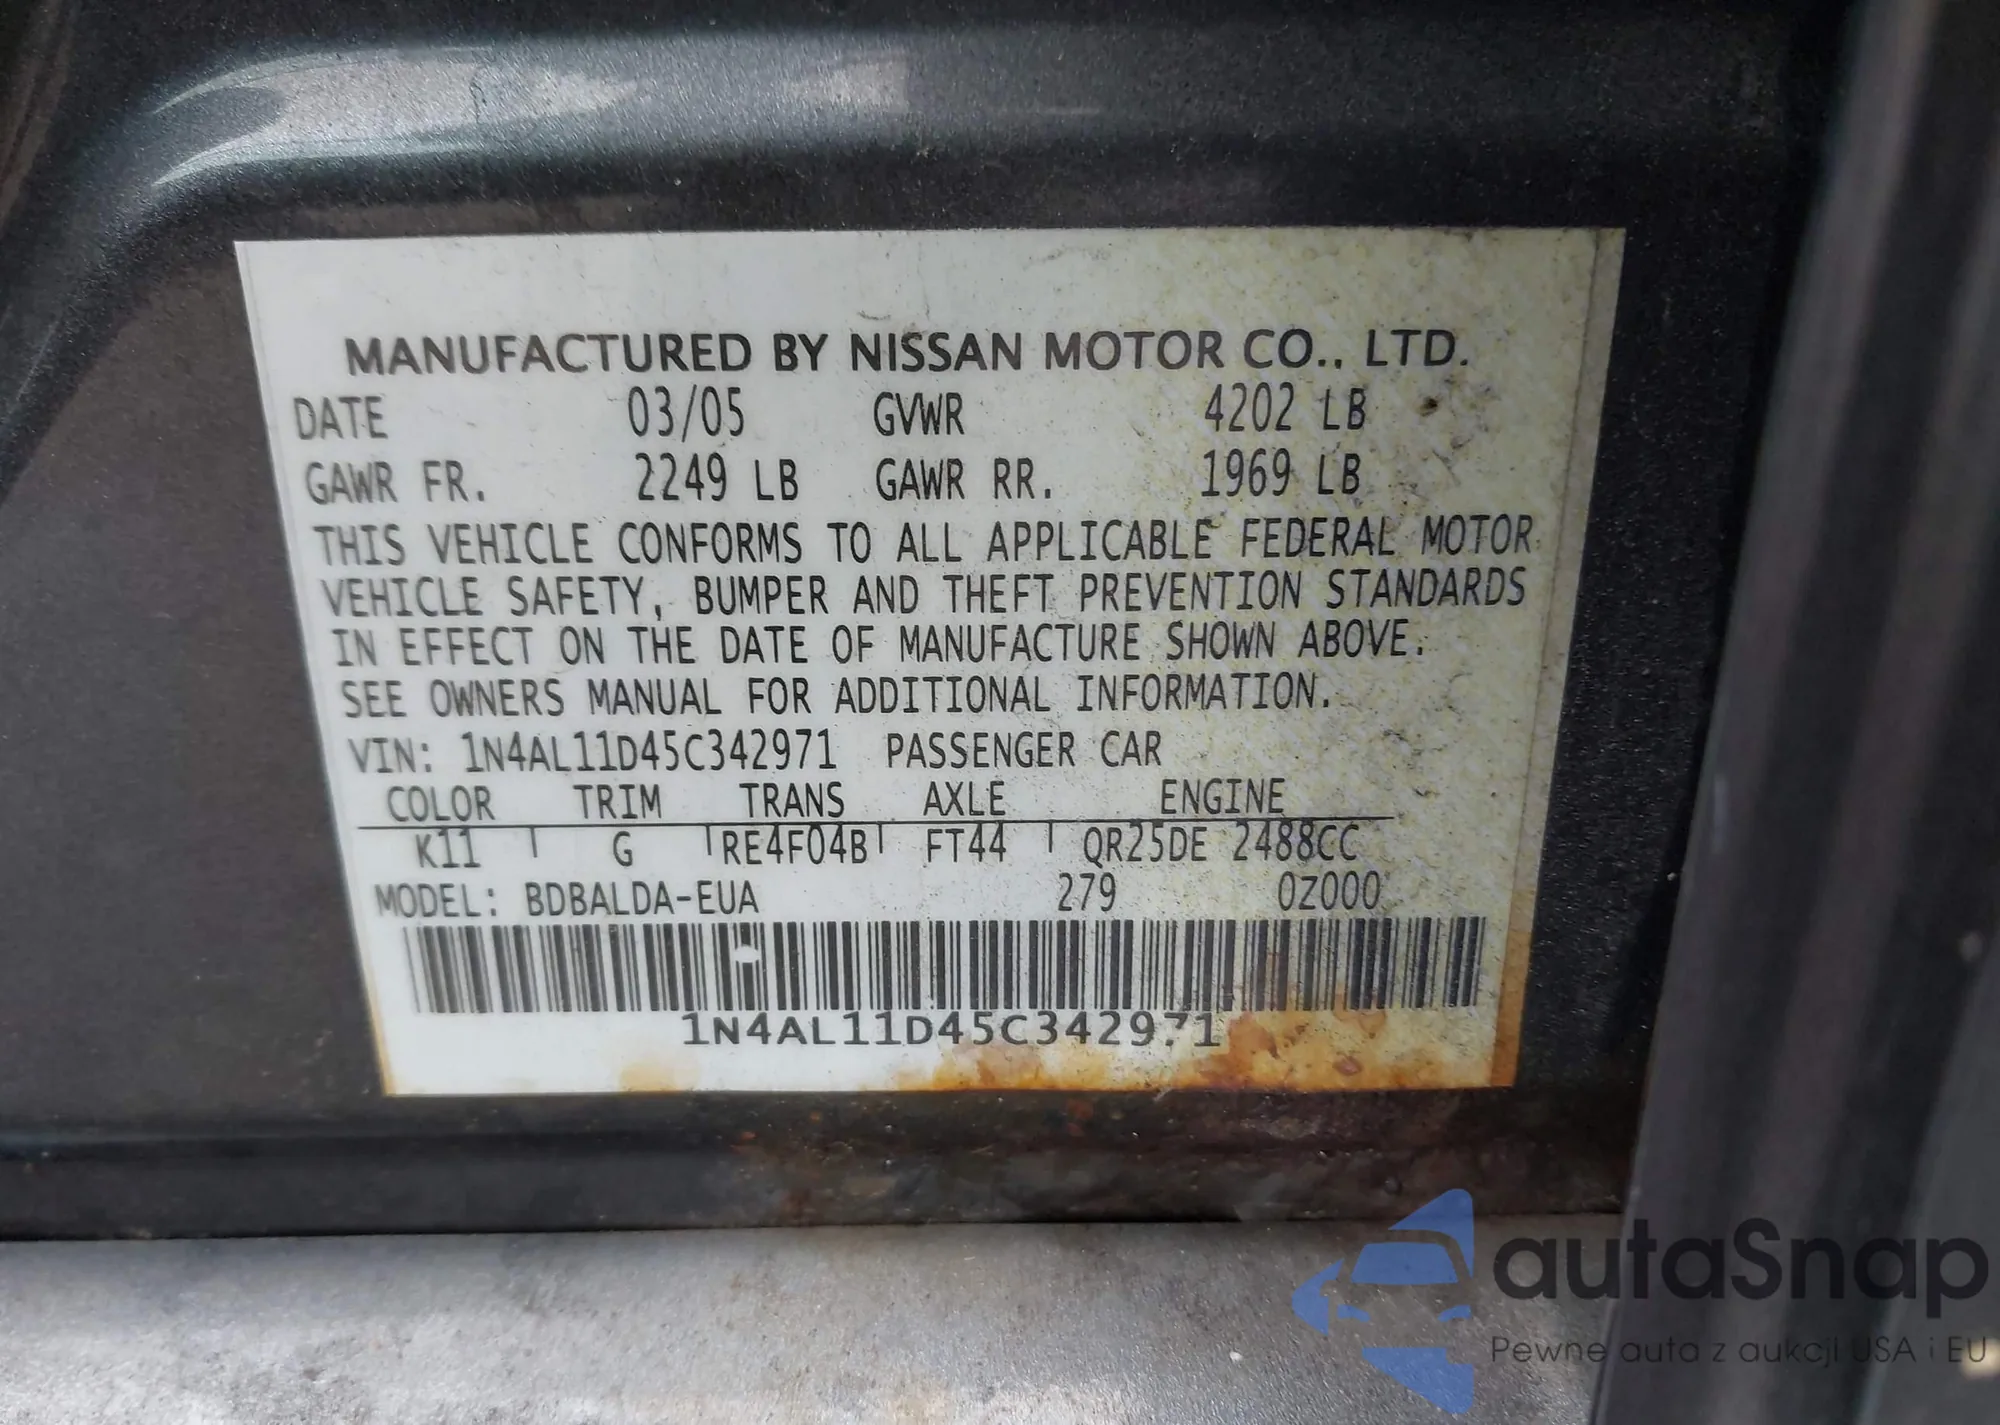 MANUFACTURED BY NISSAN MOTOR CO., LTD.
DATE 03/05 GVWR 4202 LB
GAWR FR. 2249 LB GAWR RR. 1969 LB
THIS VEHICLE CONFORMS TO ALL APPLICABLE FEDERAL MOTOR
VEHICLE SAFETY, BUMPER AND THEFT PREVENTION STANDARDS
IN EFFECT ON THE DATE OF MANUFACTURE SHOWN ABOVE.
SEE OWNERS MANUAL FOR ADDITIONAL INFORMATION.
VIN: 1N4AL11D45C342971 PASSENGER CAR
COLOR TRIM TRANS AXLE ENGINE
K11 G RE4F04B FT44 QR25DE 2488CC
MODEL: BDBALDA-EUA 279 0Z000
1N4AL11D45C342971
autaSnap
Pewne auta z aukcji USA i EU